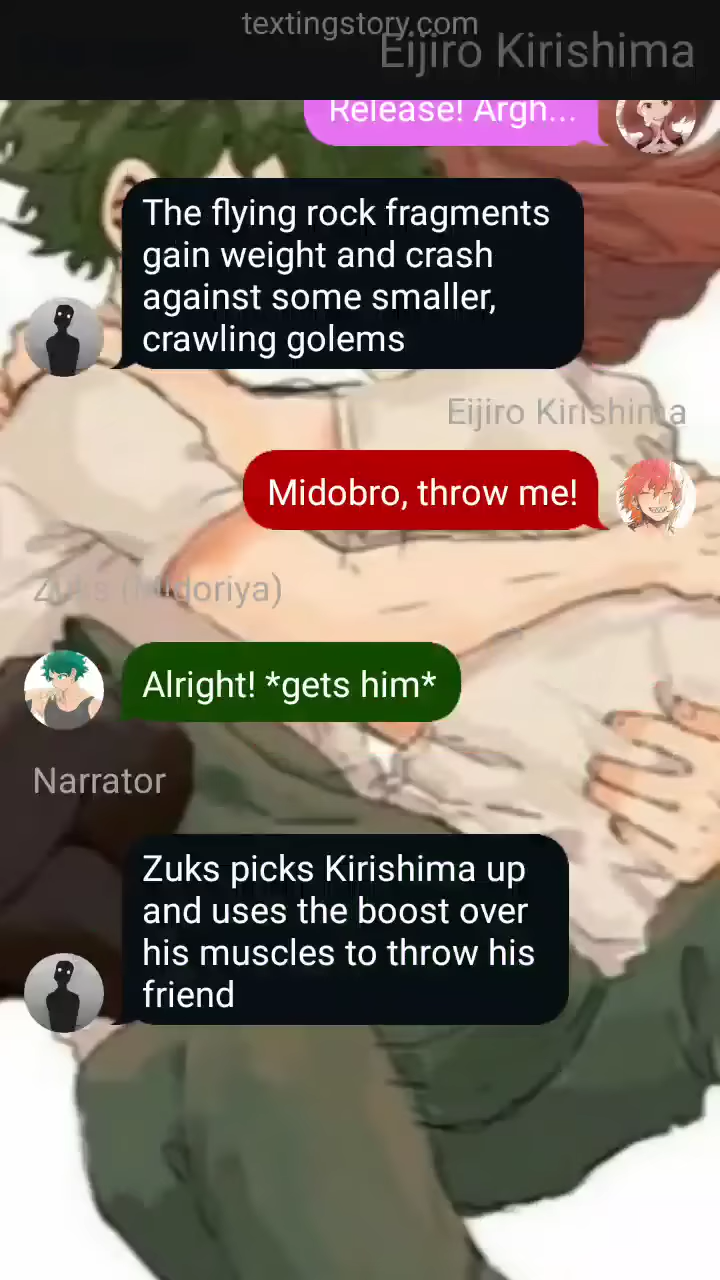 textingstory.com
Eijiro Kirishima
Release! Argh...
The flying rock fragments
gain weight and crash
against some smaller,
crawling golems
Eijiro Kirishima
Midobro, throw me!
Zuks (Midoriya)
Alright! *gets him*
Narrator
Zuks picks Kirishima up
and uses the boost over
his muscles to throw his
friend